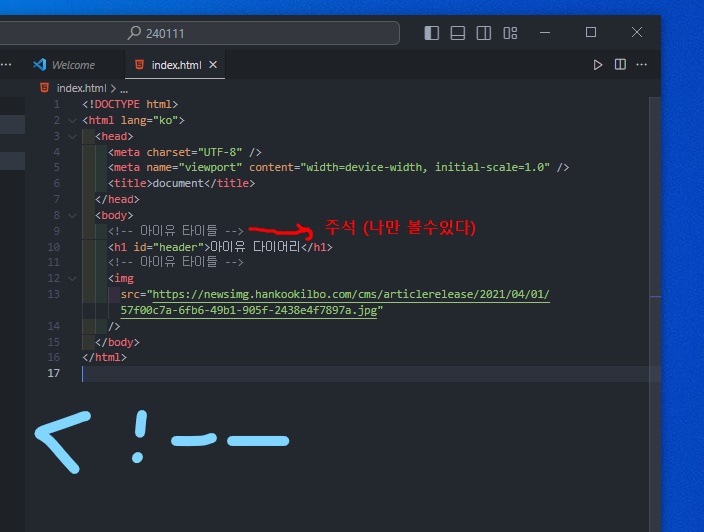 240111
Welcome
index.html
index.html > ...
1 <!DOCTYPE html>
2 <html lang="ko">
3 <head>
4 <meta charset="UTF-8" />
5 <meta name="viewport" content="width=device-width, initial-scale=1.0" />
6 <title>document</title>
7 </head>
8 <body>
9 <!-- 아이유 타이틀 --> 주석 (나만 볼수있다)
10 <h1 id="header">아이유 다이어리</h1>
11 <!-- 아이유 타이틀 -->
12 <img
13 src="https://newsimg.hankookilbo.com/cms/articlerelease/2021/04/01/
57f00c7a-6fb6-49b1-905f-2438e4f7897a.jpg"
14 />
15 </body>
16 </html>
17
<!--